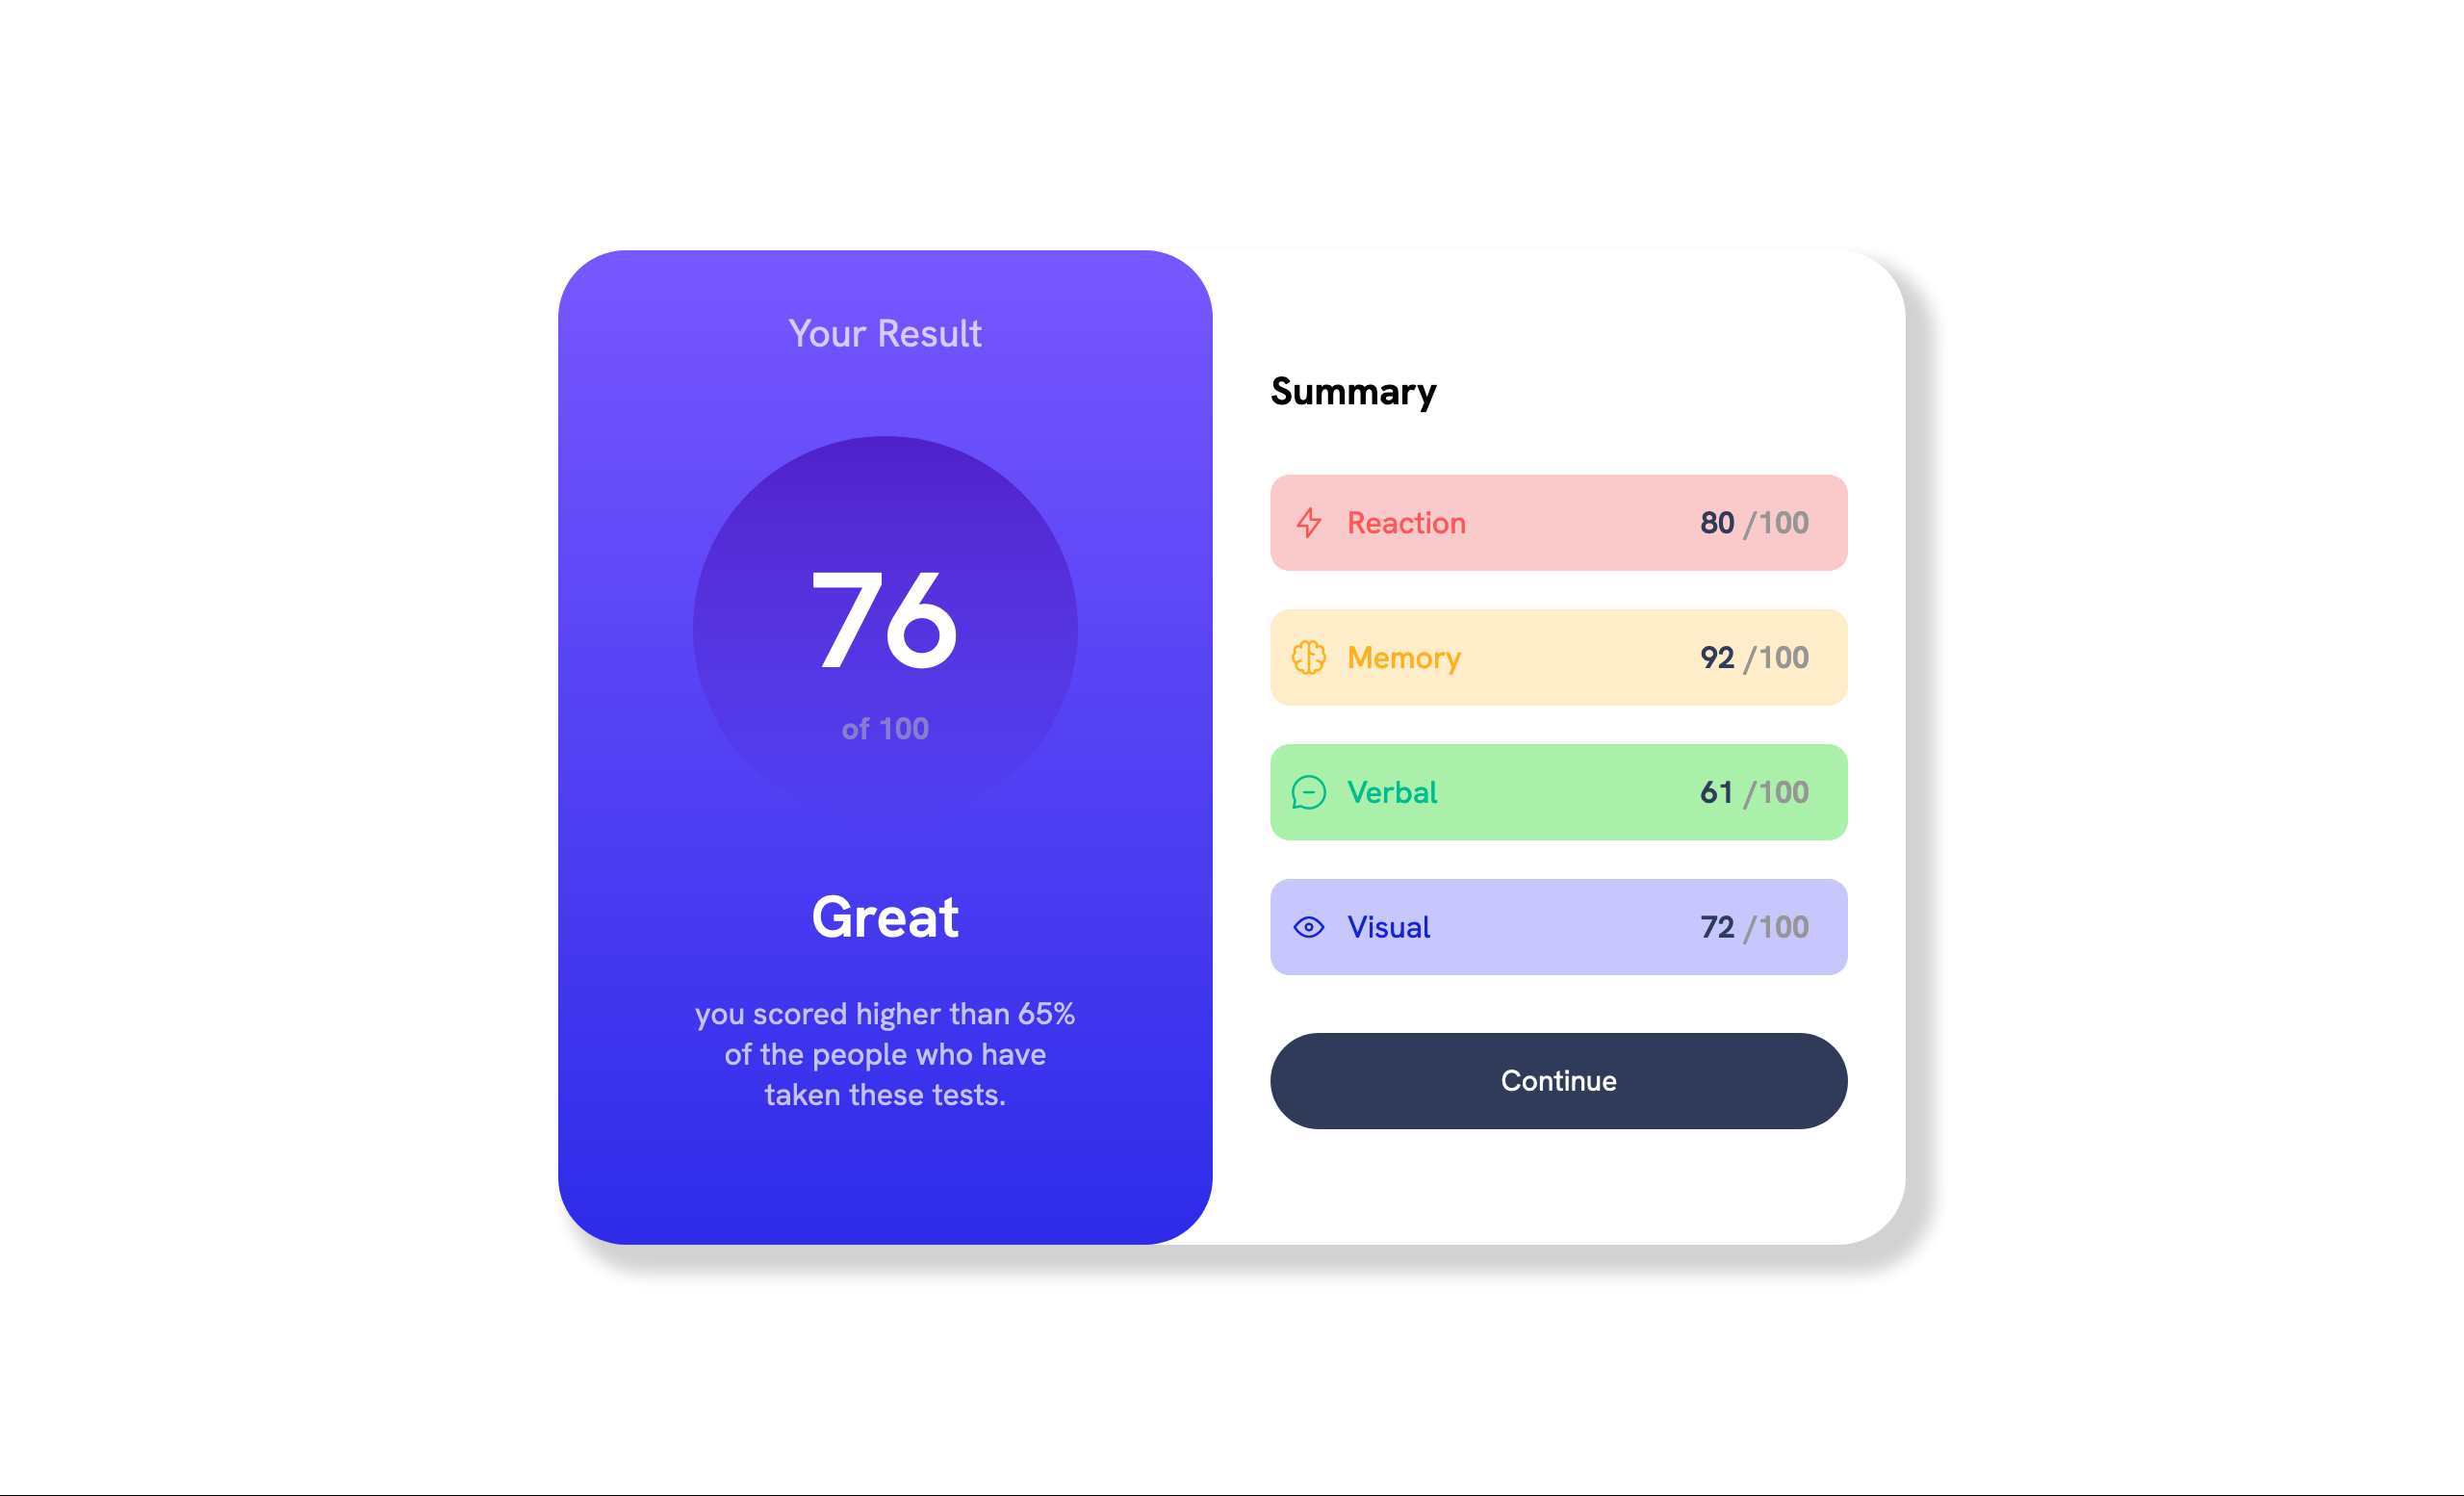 Your Result
76
of 100
Great
you scored higher than 65%
of the people who have
taken these tests.
Summary
Reaction 80 /100
Memory 92 /100
Verbal 61 /100
Visual 72 /100
Continue